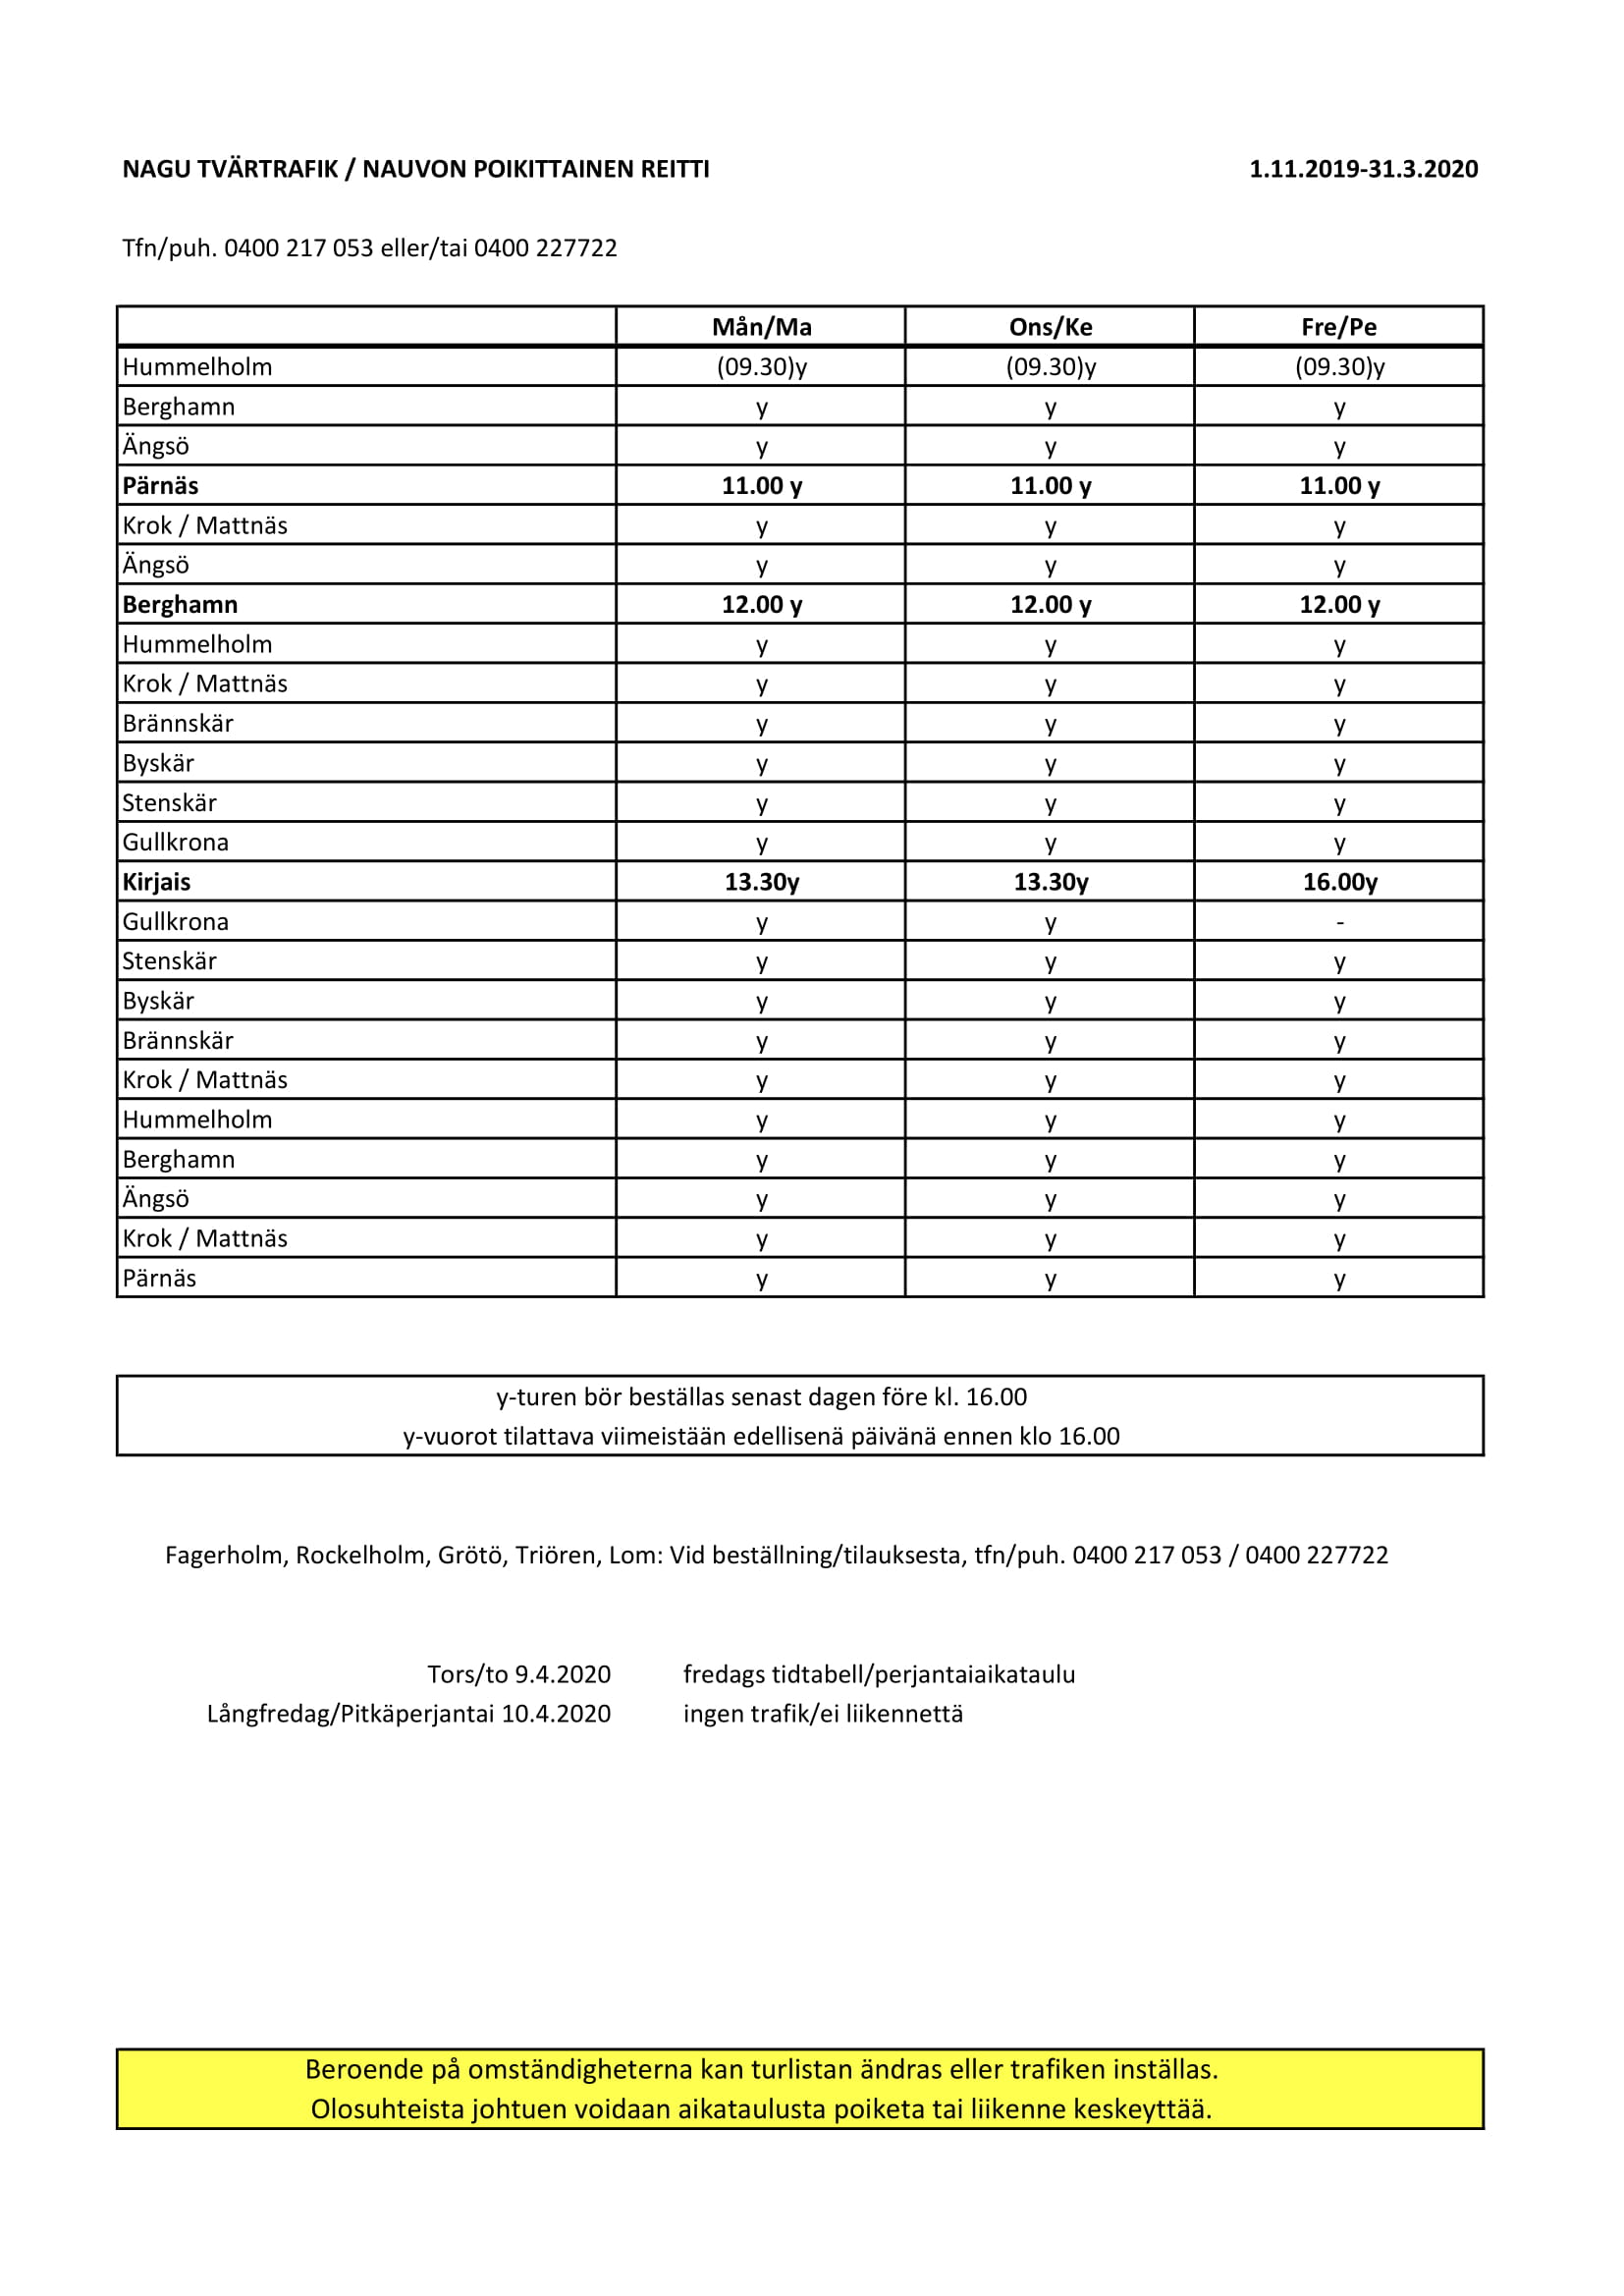 NAGU TVÄRTRAFIK / NAUVON POIKITTAINEN REITTI 1.11.2019-31.3.2020
Tfn/puh. 0400 217 053 eller/tai 0400 227722
Mån/Ma Ons/Ke Fre/Pe
Hummelholm (09.30)y (09.30)y (09.30)y
Berghamn y y y
Ängsö y y y
Pärnäs 11.00 y 11.00 y 11.00 y
Krok / Mattnäs y y y
Ängsö y y y
Berghamn 12.00 y 12.00 y 12.00 y
Hummelholm y y y
Krok / Mattnäs y y y
Brännskär y y y
Byskär y y y
Stenskär y y y
Gullkrona y y y
Kirjais 13.30y 13.30y 16.00y
Gullkrona y y -
Stenskär y y y
Byskär y y y
Brännskär y y y
Krok / Mattnäs y y y
Hummelholm y y y
Berghamn y y y
Ängsö y y y
Krok / Mattnäs y y y
Pärnäs y y y
y-turen bör beställas senast dagen före kl. 16.00
y-vuorot tilattava viimeistään edellisenä päivänä ennen klo 16.00
Fagerholm, Rockelholm, Grötö, Triören, Lom: Vid beställning/tilauksesta, tfn/puh. 0400 217 053 / 0400 227722
Tors/to 9.4.2020 fredags tidtabell/perjantaiaikataulu
Långfredag/Pitkäperjantai 10.4.2020 ingen trafik/ei liikennettä
Beroende på omständigheterna kan turlistan ändras eller trafiken inställas.
Olosuhteista johtuen voidaan aikataulusta poiketa tai liikenne keskeyttää.